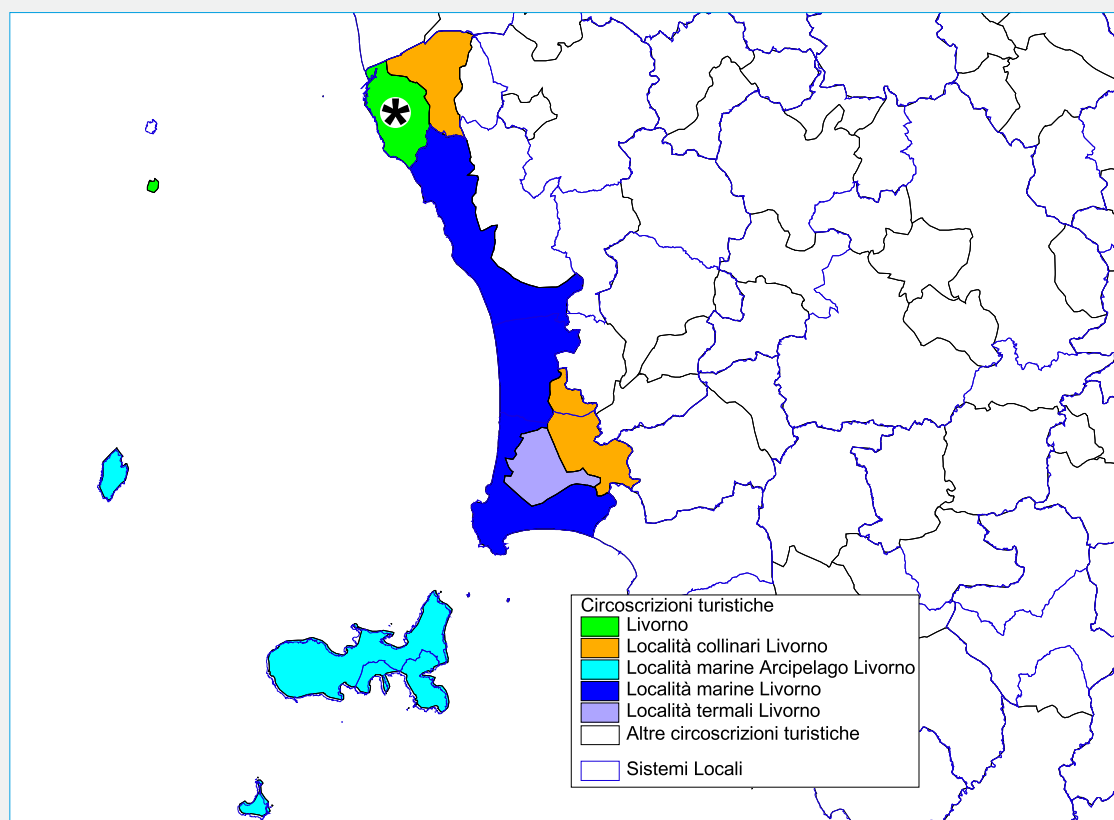 *
Circoscrizioni turistiche
Livorno
Località collinari Livorno
Località marine Arcipelago Livorno
Località marine Livorno
Località termali Livorno
Altre circoscrizioni turistiche
Sistemi Locali